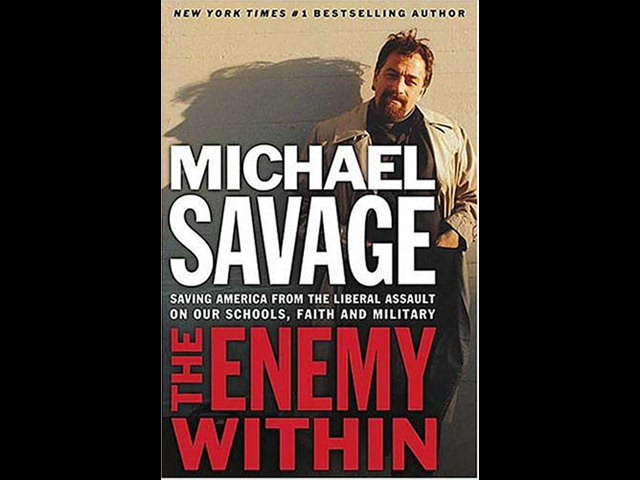 NEW YORK TIMES #1 BESTSELLING AUTHOR
MICHAEL
SAVAGE
SAVING AMERICA FROM THE LIBERAL ASSAULT
ON OUR SCHOOLS, FAITH AND MILITARY
THE ENEMY
WITHIN